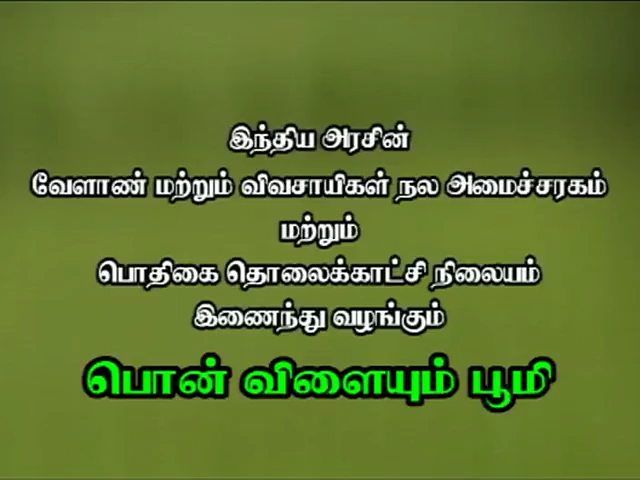 இந்திய அரசின்
வேளாண் மற்றும் விவசாயிகள் நல அமைச்சரகம்
மற்றும்
பொதிகை தொலைக்காட்சி நிலையம்
இணைந்து வழங்கும்
பொன் விளையும் பூமி